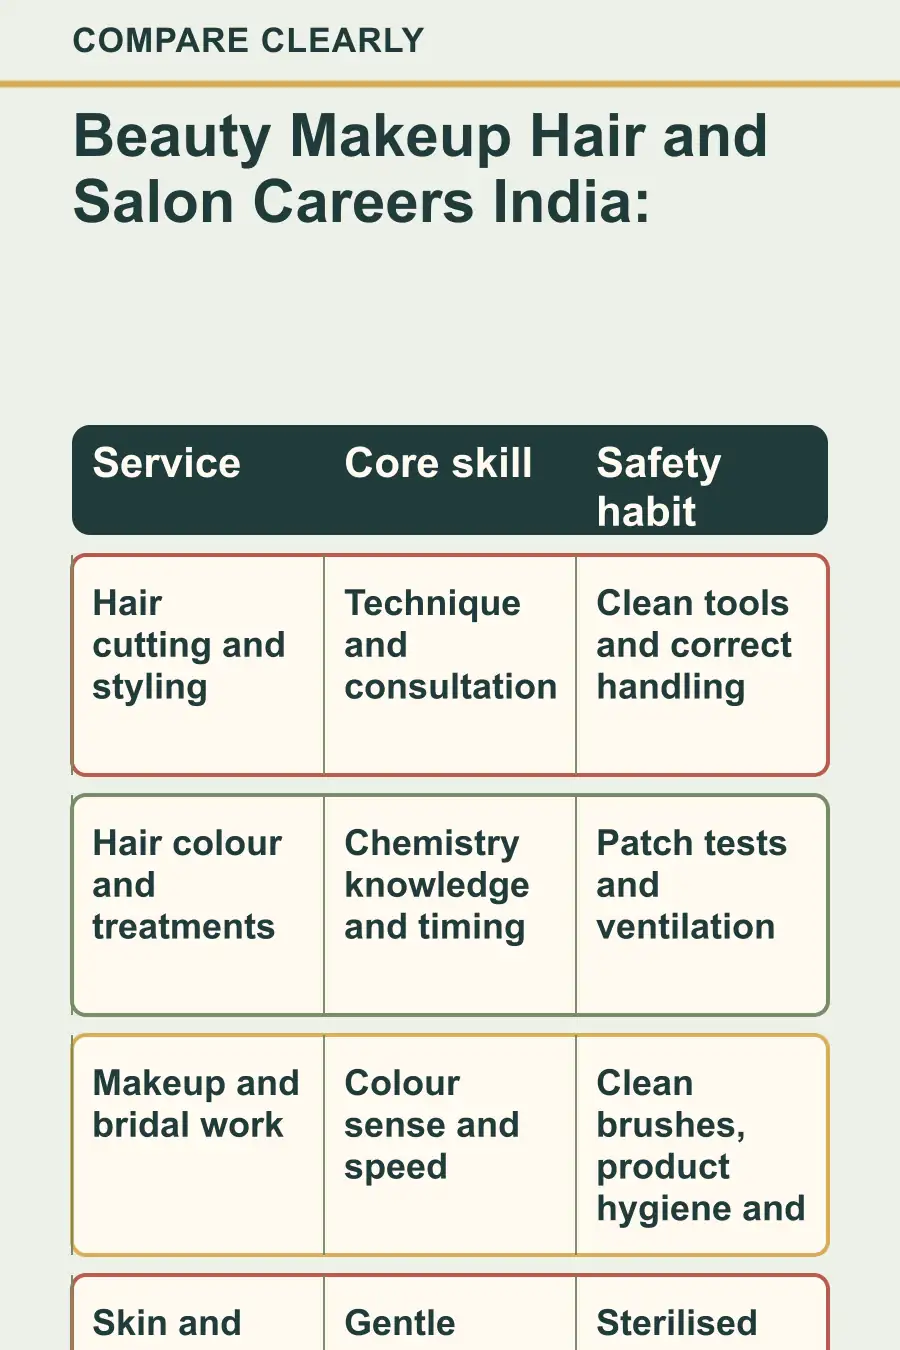 COMPARE CLEARLY
Beauty Makeup Hair and
Salon Careers India:
Service
Core skill
Safety
habit
Hair
cutting and
styling
Technique
and
consultation
Clean tools
and correct
handling
Hair colour
and
treatments
Chemistry
knowledge
and timing
Patch tests
and
ventilation
Makeup and
bridal work
Colour
sense and
speed
Clean
brushes,
product
hygiene and
Skin and
Gentle
Sterilised